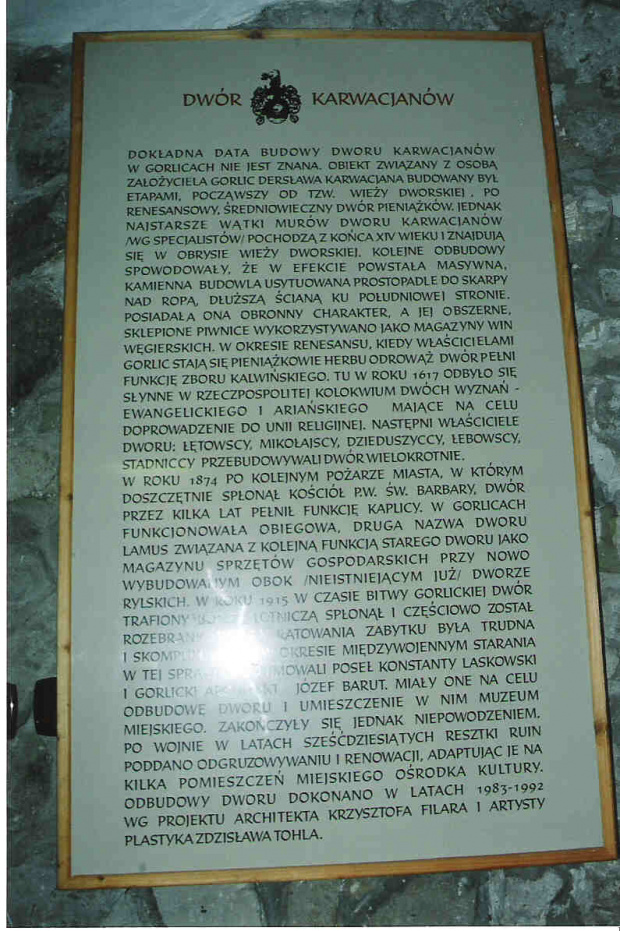 DWÓR KARWACJANÓW
DOKŁADNA DATA BUDOWY DWORU KARWACJANÓW
W GORLICACH NIE JEST ZNANA. OBIEKT ZWIĄZANY Z OSOBĄ
ZAŁOŻYCIELA GORLIC DERSŁAWA KARWACJANA BUDOWANY BYŁ
ETAPAMI, POCZĄWSZY OD TZW. WIEŻY DWORSKIEJ, PO
RENESANSOWY, ŚREDNIOWIECZNY DWÓR PIENIĄŻKÓW. JEDNAK
NAJSTARSZE WĄTKI MURÓW DWORU KARWACJANÓW
/WG SPECJALISTÓW/ POCHODZĄ Z KOŃCA XIV WIEKU I ZNAJDUJĄ
SIĘ W OBRYSIE WIEŻY DWORSKIEJ. KOLEJNE ODBUDOWY
SPOWODOWAŁY, ŻE W EFEKCIE POWSTAŁA MASYWNA,
KAMIENNA BUDOWLA USYTUOWANA PROSTOPADLE DO SKARPY
NAD ROPĄ, DŁUŻSZĄ ŚCIANĄ KU POŁUDNIOWEJ STRONIE.
POSIADAŁA ONA OBRONNY CHARAKTER, A JEJ OBSZERNE,
SKLEPIONE PIWNICE WYKORZYSTYWANO JAKO MAGAZYNY WIN
WĘGIERSKICH. W OKRESIE RENESANSU, KIEDY WŁAŚCICIELAMI
GORLIC STAJĄ SIĘ PIENIĄŻKOWIE HERBU ODROWĄŻ DWÓR PEŁNI
FUNKCJĘ ZBORU KALWIŃSKIEGO. TU W ROKU 1617 ODBYŁO SIĘ
SŁYNNE W RZECZPOSPOLITEJ KOLOKWIUM DWÓCH WYZNAŃ -
EWANGELICKIEGO I ARIAŃSKIEGO MAJĄCE NA CELU
DOPROWADZENIE DO UNII RELIGIJNEJ. NASTĘPNI WŁAŚCICIELE
DWORU: ŁĘTOWSCY, MIKOŁAJSCY, DZIEDUSZYCCY, ŁEBOWSCY,
STADNICCY PRZEBUDOWYWALI DWÓR WIELOKROTNIE.
W ROKU 1874 PO KOLEJNYM POŻARZE MIASTA, W KTÓRYM
DOSZCZĘTNIE SPŁONĄŁ KOŚCIÓŁ P.W. ŚW. BARBARY, DWÓR
PRZEZ KILKA LAT PEŁNIŁ FUNKCJĘ KAPLICY. W GORLICACH
FUNKCJONOWAŁA OBIEGOWA, DRUGA NAZWA DWORU
LAMUS ZWIĄZANA Z KOLEJNĄ FUNKCJĄ STAREGO DWORU JAKO
MAGAZYNU SPRZĘTÓW GOSPODARSKICH PRZY NOWO
WYBUDOWANYM OBOK /NIEISTNIEJĄCYM JUŻ/ DWORZE
RYLSKICH. W ROKU 1915 W CZASIE BITWY GORLICKIEJ DWÓR
TRAFIONY SPŁONĄŁ I CZĘŚCIOWO ZOSTAŁ
RATOWANIA ZABYTKU BYŁA TRUDNA
I OKRESIE MIĘDZYWOJENNYM STARANIA
W TEJ POSEŁ KONSTANTY LASKOWSKI
I GORLICKI JÓZEF BARUT. MIAŁY ONE NA CELU
ODBUDOWĘ DWORU I UMIESZCZENIE W NIM MUZEUM
MIEJSKIEGO. ZAKOŃCZYŁY SIĘ JEDNAK NIEPOWODZENIEM.
PO WOJNIE W LATACH SZEŚĆDZIESIĄTYCH RESZTKI RUIN
PODDANO ODGRUZOWYWANIU I RENOWACJI, ADAPTUJĄC JE NA
KILKA POMIESZCZEŃ MIEJSKIEGO OŚRODKA KULTURY.
ODBUDOWY DWORU DOKONANO W LATACH 1983-1992
WG PROJEKTU ARCHITEKTA KRZYSZTOFA FILARA I ARTYSTY
PLASTYKA ZDZISŁAWA TOHLA.